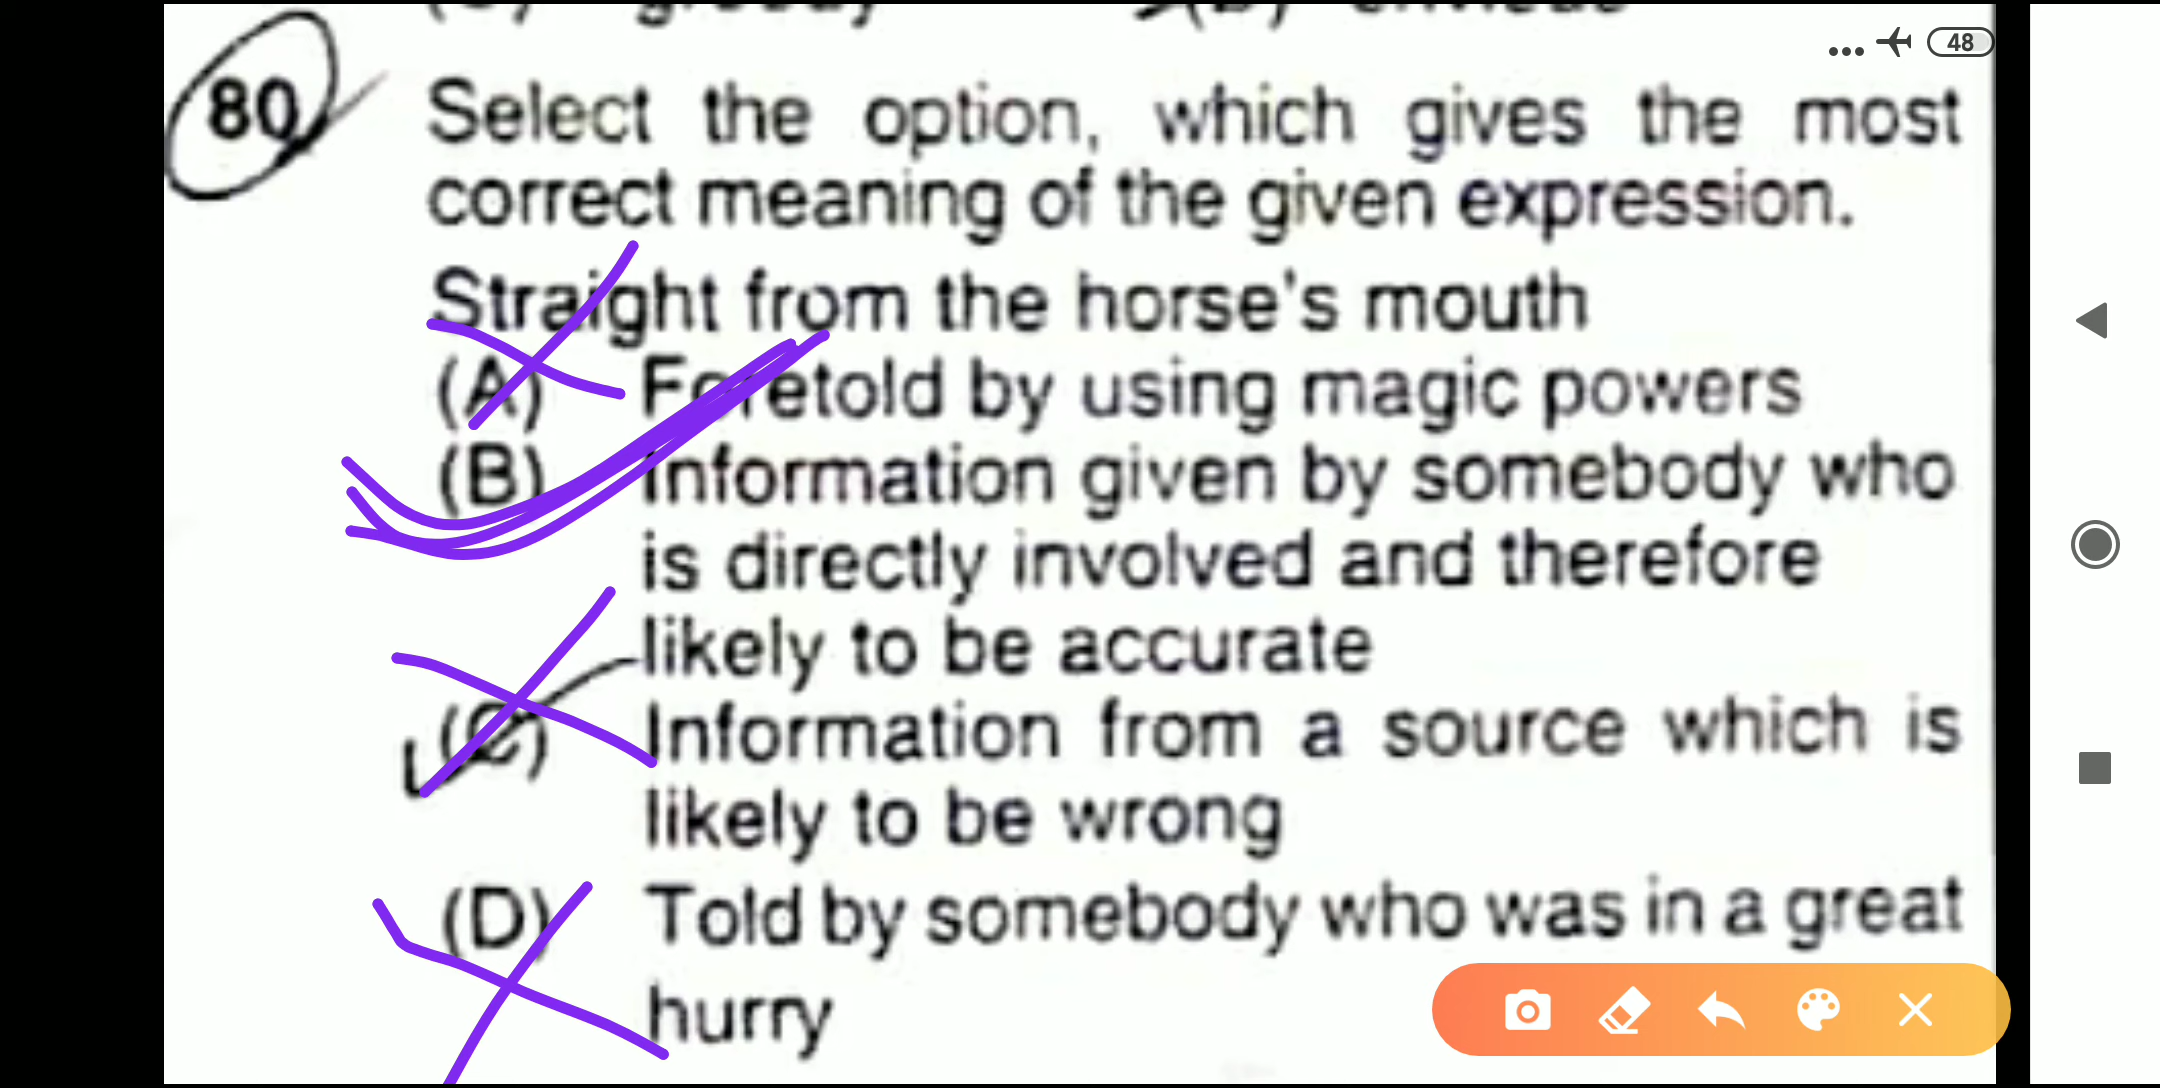 48
80. Select the option, which gives the most
correct meaning of the given expression.
Straight from the horse's mouth
(A) Foretold by using magic powers
(B) Information given by somebody who
is directly involved and therefore
likely to be accurate
(C) Information from a source which is
likely to be wrong
(D) Told by somebody who was in a great
hurry